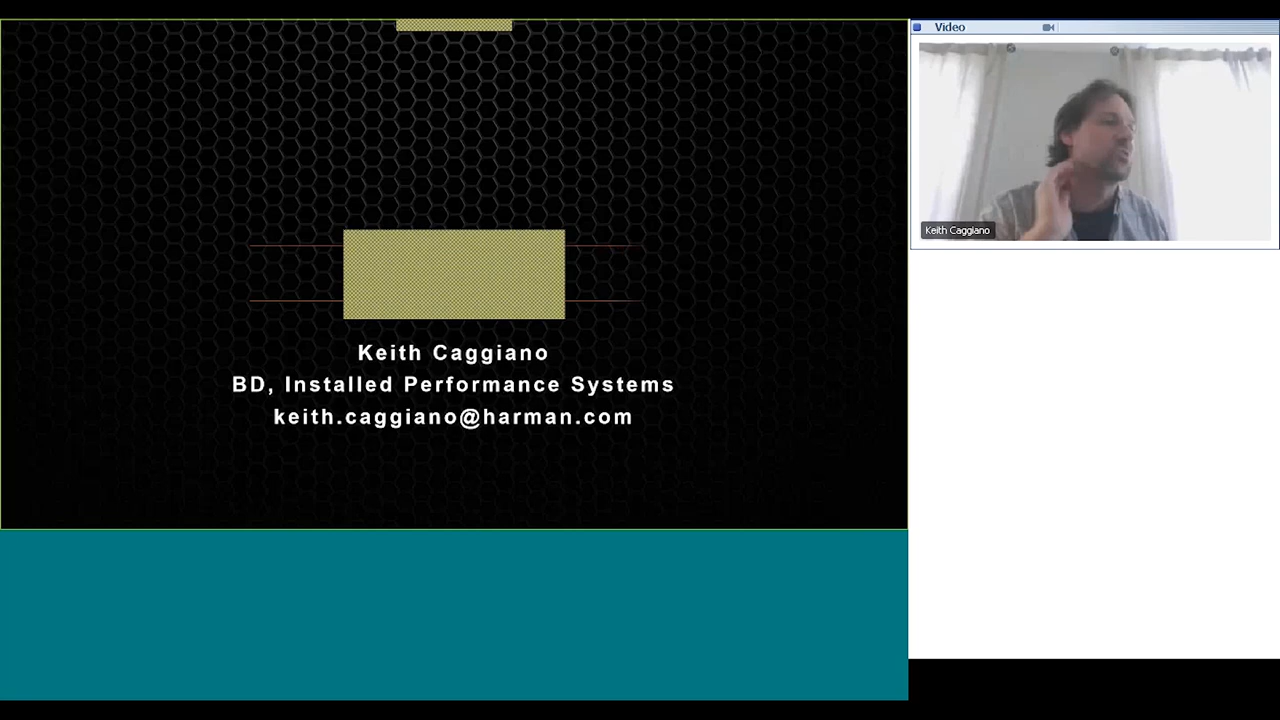 Video
Keith Caggiano
Keith Caggiano
BD, Installed Performance Systems
keith.caggiano@harman.com